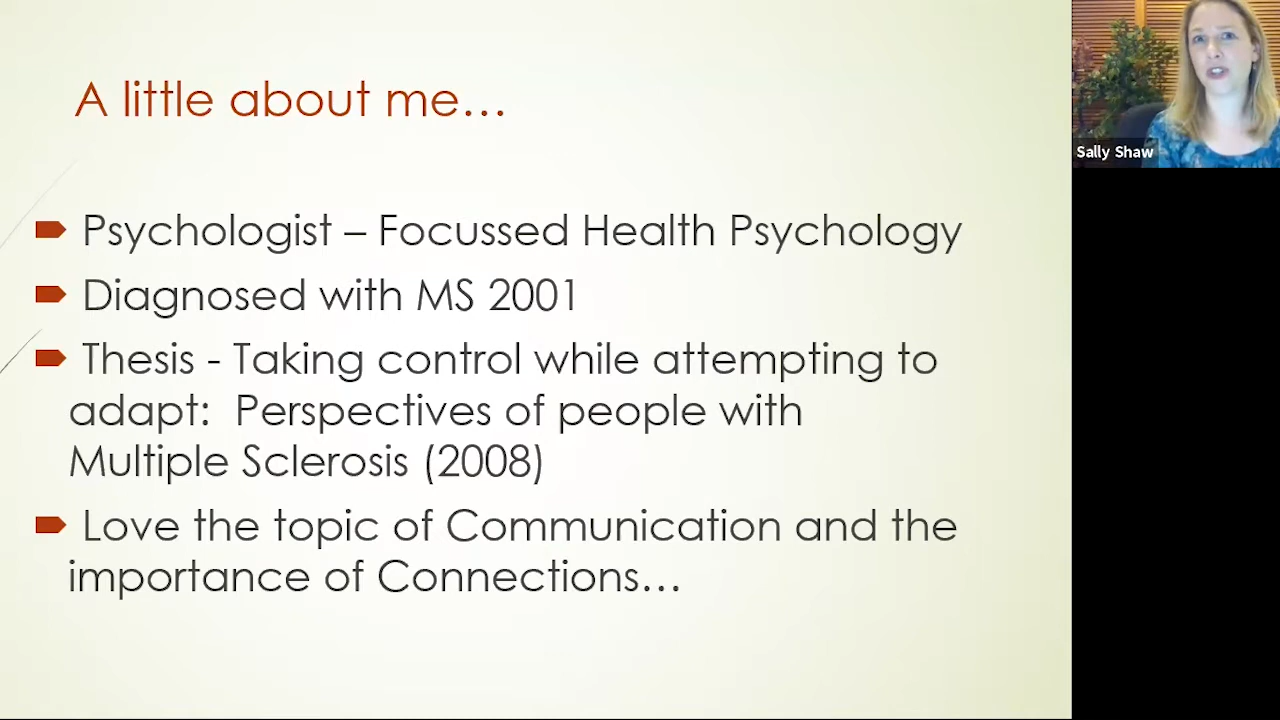 A little about me…
Sally Shaw
Psychologist – Focussed Health Psychology
Diagnosed with MS 2001
Thesis - Taking control while attempting to
adapt:  Perspectives of people with
Multiple Sclerosis (2008)
Love the topic of Communication and the
importance of Connections…